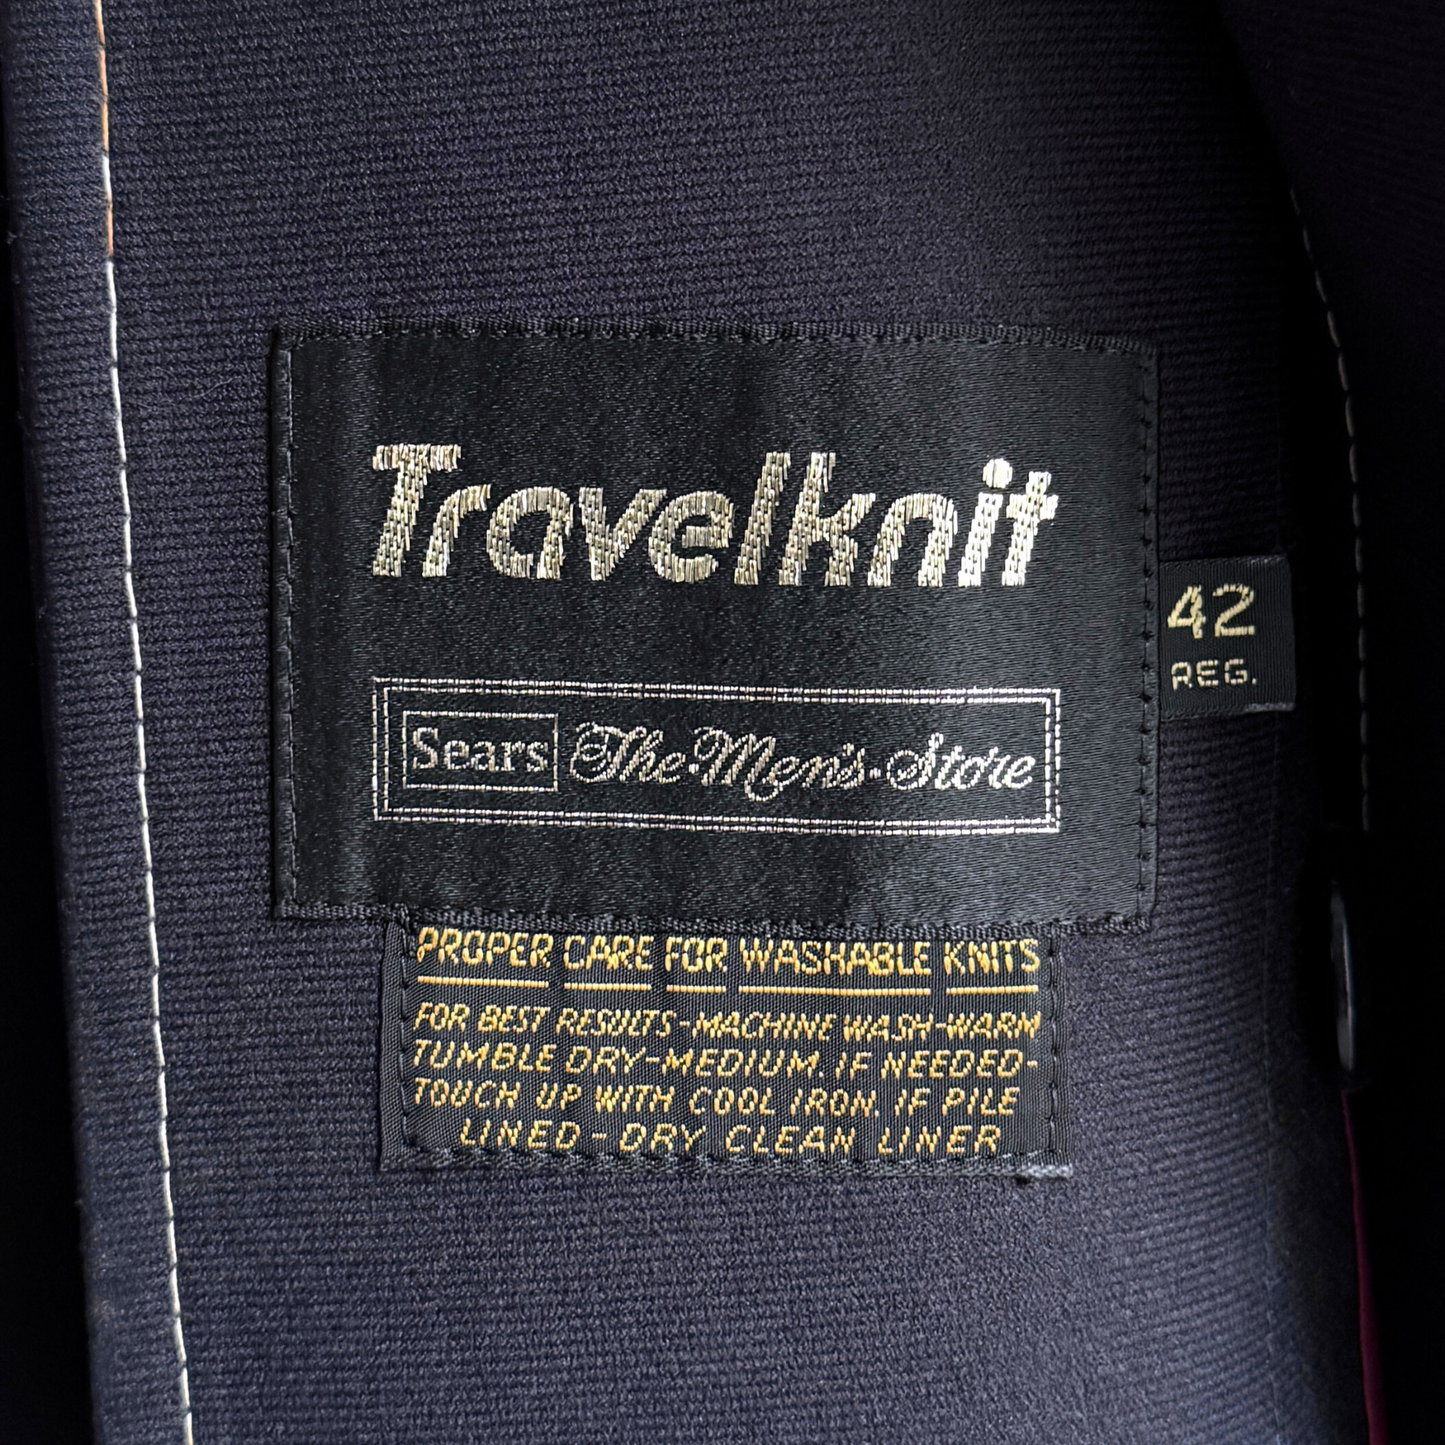 Travelknit
42
REG.
Sears The·Men's·Store
PROPER CARE FOR WASHABLE KNITS
FOR BEST RESULTS-MACHINE WASH-WARM
TUMBLE DRY-MEDIUM. IF NEEDED-
TOUCH UP WITH COOL IRON. IF PILE
LINED-DRY CLEAN LINER